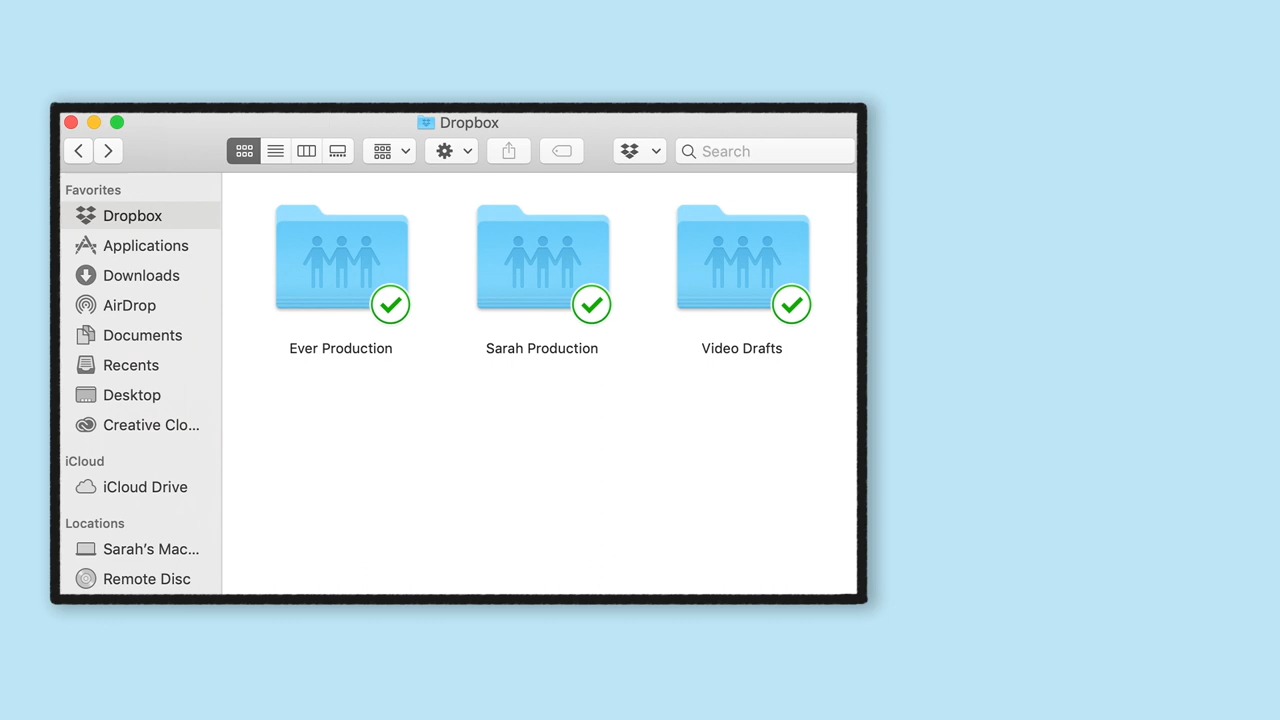 Dropbox
Search
Favorites
Dropbox
Applications
Downloads
AirDrop
Documents
Recents
Desktop
Creative Clo...
iCloud
iCloud Drive
Locations
Sarah’s Mac...
Remote Disc
Ever Production
Sarah Production
Video Drafts